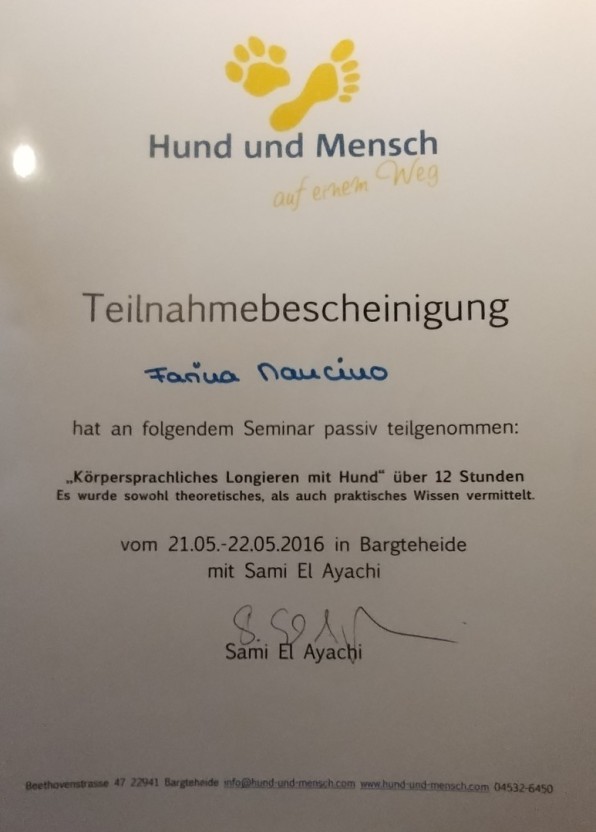 Hund und Mensch
auf einem Weg
Teilnahmebescheinigung
Farina Mancino
hat an folgendem Seminar passiv teilgenommen:
„Körpersprachliches Longieren mit Hund“ über 12 Stunden
Es wurde sowohl theoretisches, als auch praktisches Wissen vermittelt.
vom 21.05.-22.05.2016 in Bargteheide
mit Sami El Ayachi
Sami El Ayachi
Beethovenstrasse 47 22941 Bargteheide info@hund-und-mensch.com www.hund-und-mensch.com 04532-6450